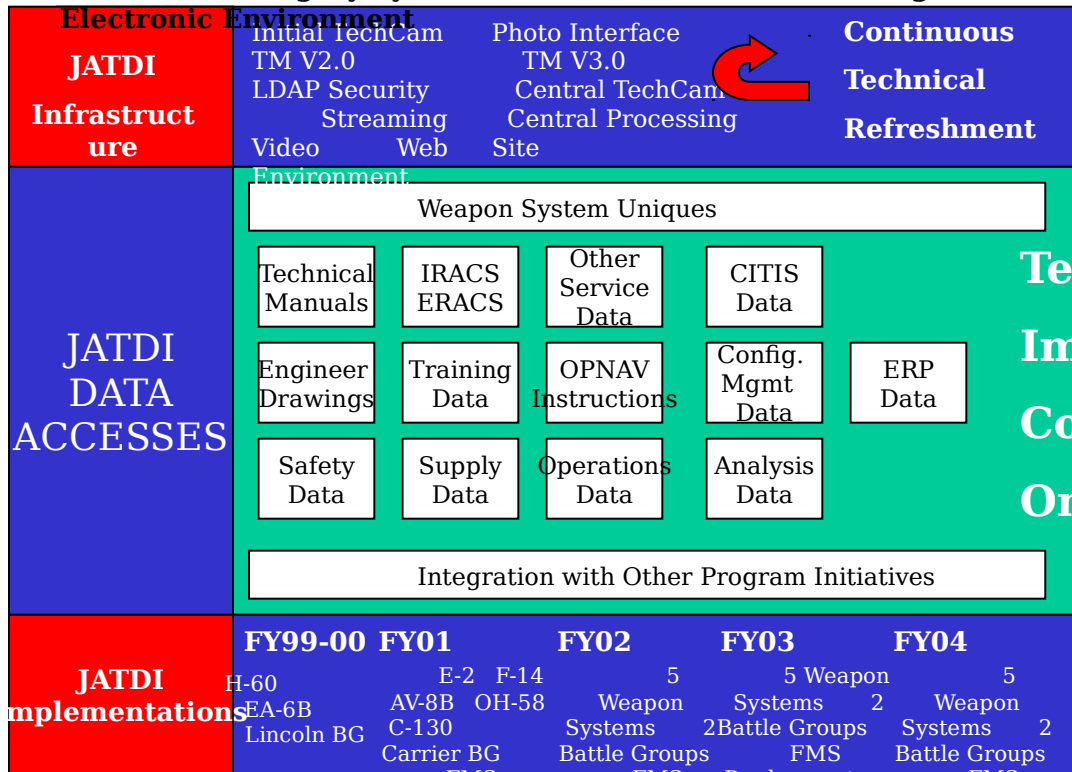 Electronic Environment
JATDI
Infrastruct
ure
Initial TechCam Photo Interface
TM V2.0 TM V3.0
LDAP Security Central TechCam
Streaming Central Processing
Video Web Site
Environment
Continuous
Technical
Refreshment
JATDI
DATA
ACCESSES
Weapon System Uniques
Technical
Manuals
IRACS
ERACS
Other
Service
Data
CITIS
Data
Engineer
Drawings
Training
Data
OPNAV
Instructions
Config.
Mgmt
Data
ERP
Data
Safety
Data
Supply
Data
Operations
Data
Analysis
Data
Te
Im
Co
Integration with Other Program Initiatives
JATDI
mplementations
FY99-00 FY01 FY02 FY03 FY04
H-60
EA-6B
Lincoln BG
E-2 F-14
AV-8B OH-58
C-130
Carrier BG
5
Weapon
Systems 2
Battle Groups
5 Weapon
Systems 2
Battle Groups
FMS
5
Weapon
Systems 2
Battle Groups